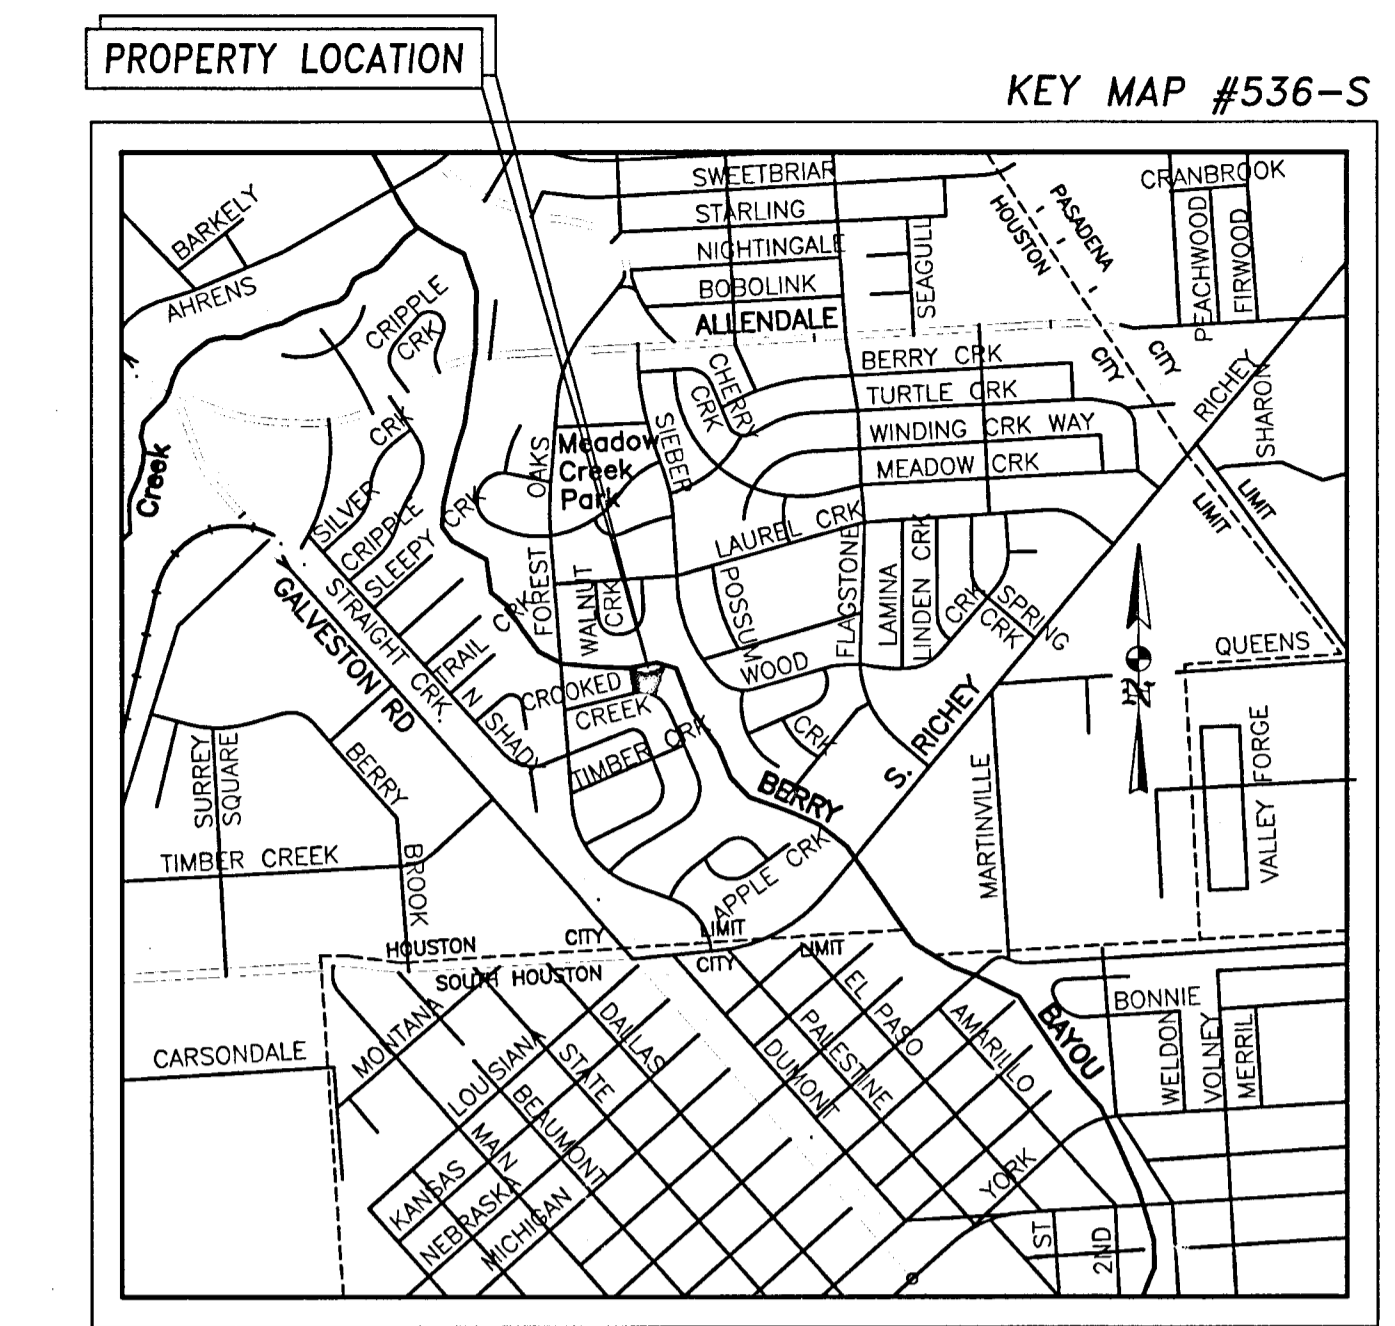 PROPERTY LOCATION
KEY MAP #536-S
SWEETBRIAR
CRANBROOK
STARLING
PASADENA
HOUSTON
BARKELY
PEACHWOOD
FIRWOOD
NIGHTINGALE
SEAGULL
BOBOLINK
AHRENS
CRIPPLE
CRK
ALLENDALE
BERRY CRK
CITY
CITY
CHERRY
CRK
TURTLE CRK
RICHEY
SHARON
CRK
WINDING CRK WAY
SIEBER
OAKS
Meadow
Creek
Park
MEADOW CRK
Creek
SILVER
CRIPPLE
SLEEPY CRK
LIMIT
LIMIT
LAUREL CRK
FLAGSTONE
LAMINA
LINDEN CRK
FOREST
WALNUT
CRK
POSSUM
CRK
SPRING
CRK
STRAIGHT CRK.
GALVESTON RD
TRAIL CRK
N SHADY
WOOD
QUEENS
CROOKED
CREEK
S. RICHEY
CRK
TIMBER CRK
VALLEY FORGE
SURREY
SQUARE
BERRY
BROOK
BERRY
MARTINVILLE
TIMBER CREEK
APPLE CRK
HOUSTON
CITY
LIMIT
LIMIT
CITY
SOUTH HOUSTON
MONTANA
DALLAS
EL PASO
AMARILLO
BAYOU
BONNIE
WELDON
VOLNEY
MERRIL
CARSONDALE
LOUISIANA
STATE
PALESTINE
DUMONT
BEAUMONT
MAIN
KANSAS
NEBRASKA
MICHIGAN
YORK
ST
2ND